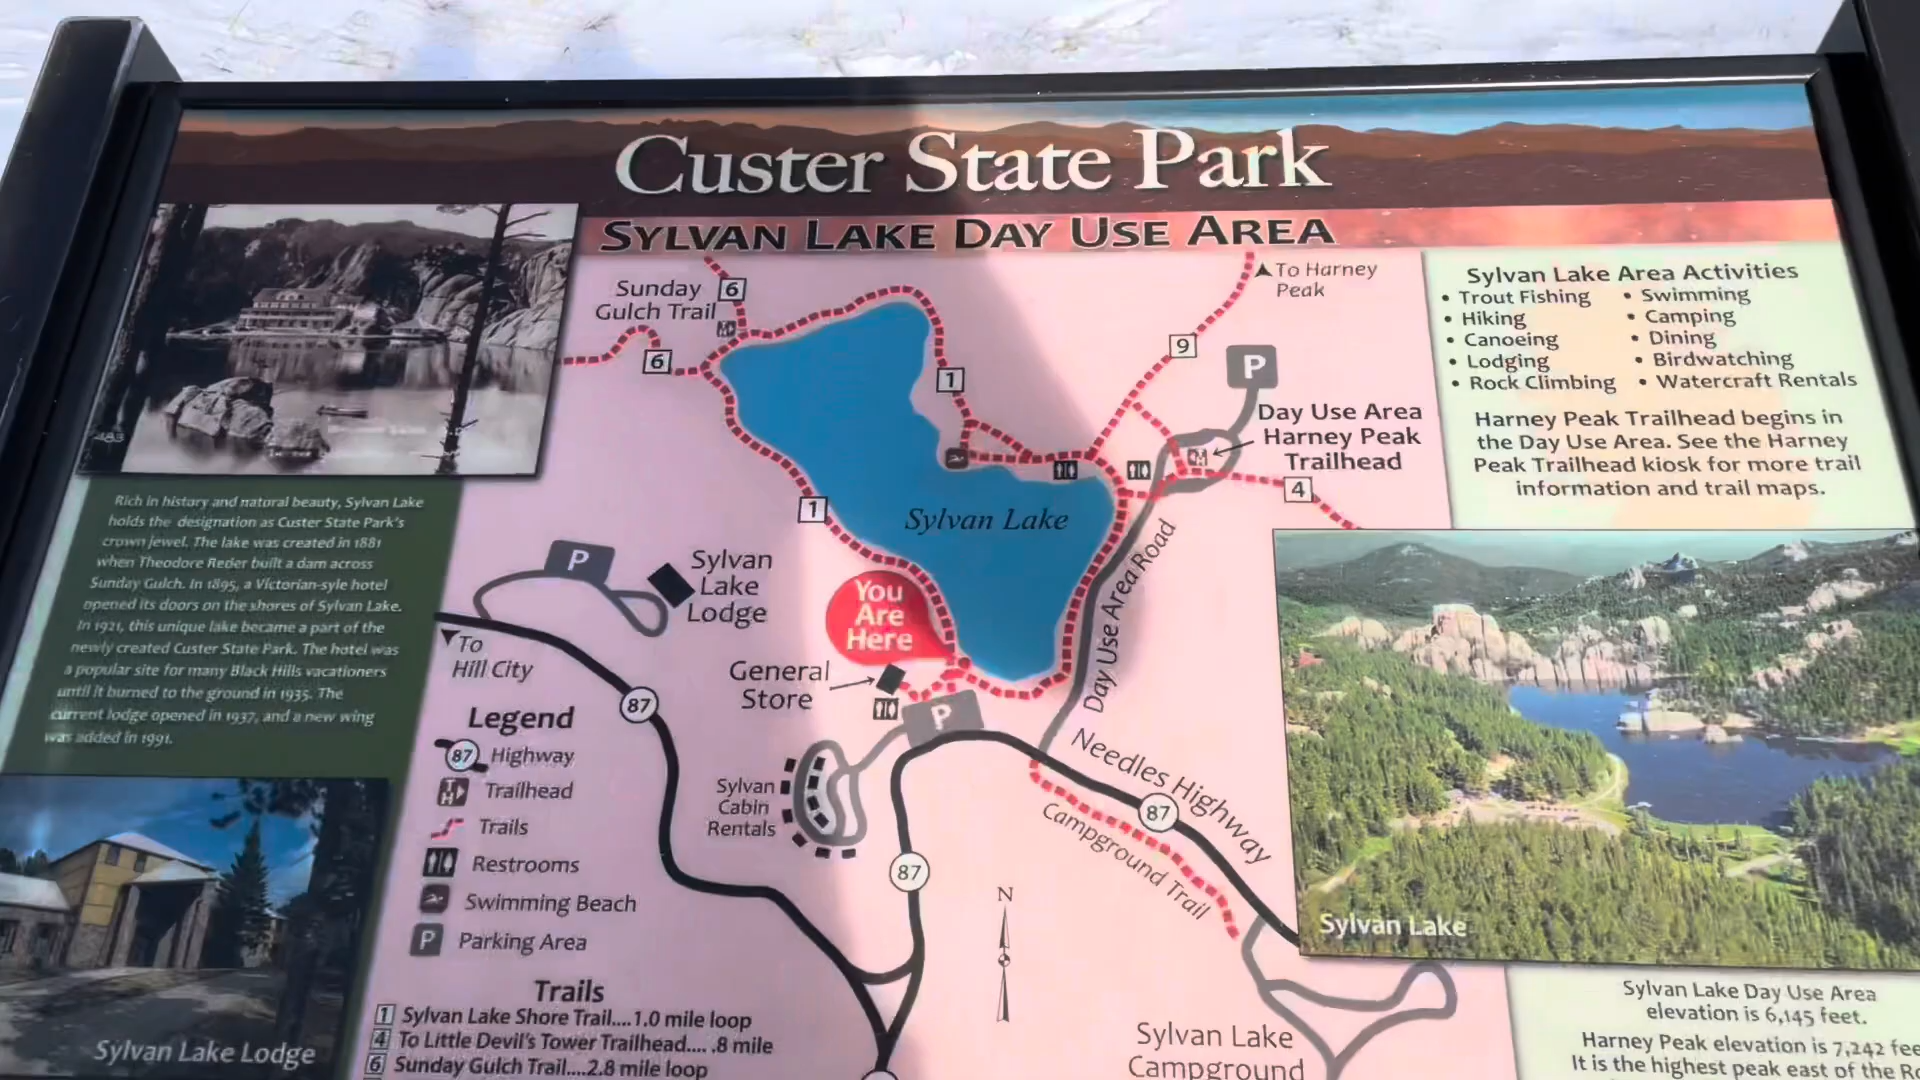 Custer State Park
SYLVAN LAKE DAY USE AREA
483
Rich in history and natural beauty, Sylvan Lake
holds the designation as Custer State Park's
crown jewel. The lake was created in 1881
when Theodore Reder built a dam across
Sunday Gulch. In 1895, a Victorian-syle hotel
opened its doors on the shores of Sylvan Lake.
In 1921, this unique lake became a part of the
newly created Custer State Park. The hotel was
a popular site for many Black Hills vacationers
until it burned to the ground in 1935. The
current lodge opened in 1937, and a new wing
was added in 1991.
Sylvan Lake Lodge
Sunday
Gulch Trail
6
6
1
1
9
4
To Harney
Peak
P
Day Use Area
Harney Peak
Trailhead
Sylvan Lake
Day Use Area Road
P
Sylvan
Lake
Lodge
You
Are
Here
To
Hill City
General
Store
P
87
Sylvan
Cabin
Rentals
87
Needles Highway
87
Campground Trail
N
Sylvan Lake
Campground
Legend
87 Highway
TH Trailhead
Trails
Restrooms
Swimming Beach
P Parking Area
Trails
1 Sylvan Lake Shore Trail....1.0 mile loop
4 To Little Devil's Tower Trailhead.... .8 mile
6 Sunday Gulch Trail....2.8 mile loop
Sylvan Lake Area Activities
• Trout Fishing
• Hiking
• Canoeing
• Lodging
• Rock Climbing
• Swimming
• Camping
• Dining
• Birdwatching
• Watercraft Rentals
Harney Peak Trailhead begins in
the Day Use Area. See the Harney
Peak Trailhead kiosk for more trail
information and trail maps.
Sylvan Lake
Sylvan Lake Day Use Area
elevation is 6,145 feet.
Harney Peak elevation is 7,242 fee
It is the highest peak east of the Ro